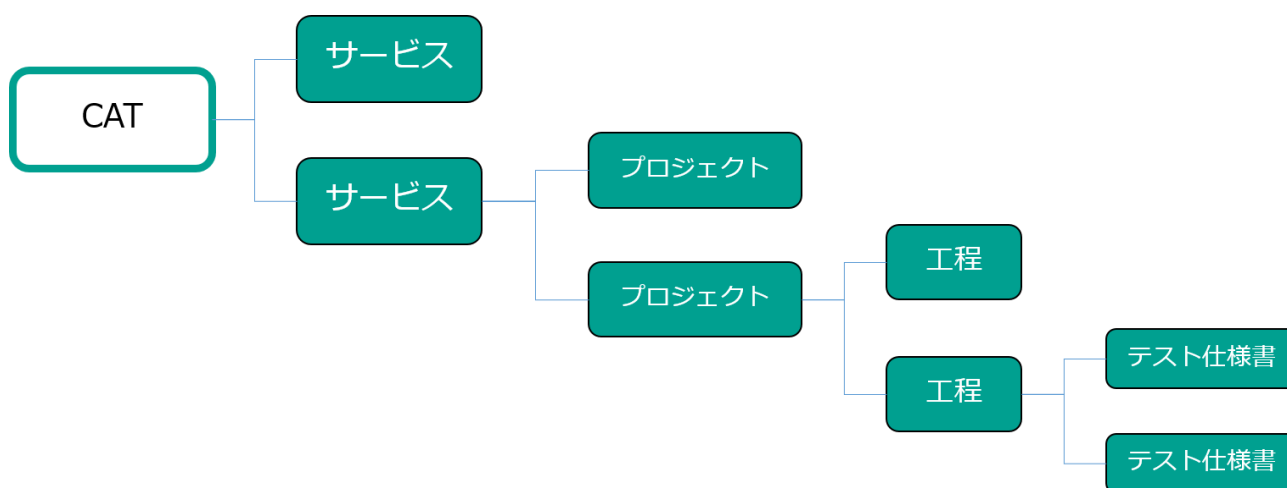 CAT
サービス
サービス
プロジェクト
プロジェクト
工程
工程
テスト仕様書
テスト仕様書